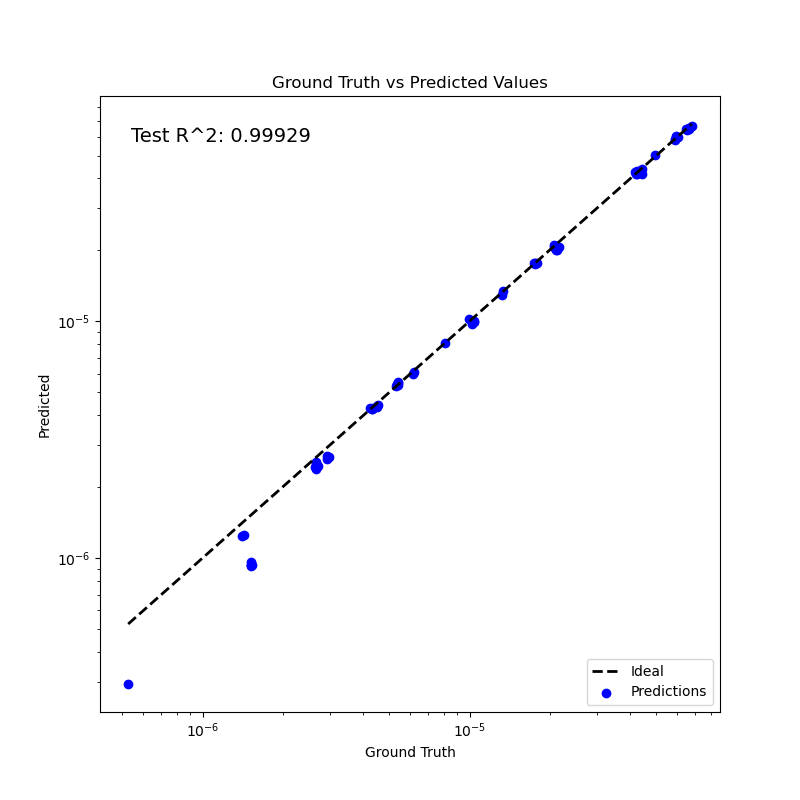 Ground Truth vs Predicted Values
Test R^2: 0.99929
Predicted
10⁻⁵
10⁻⁶
Ideal
Predictions
10⁻⁶
10⁻⁵
Ground Truth